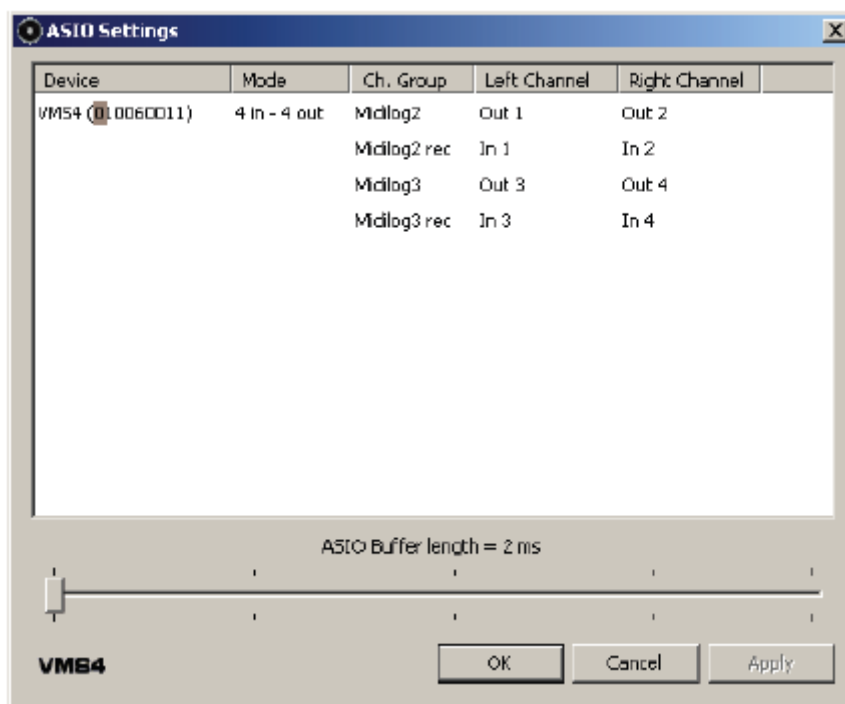 ASIO Settings
Device Mode Ch. Group Left Channel Right Channel
VMS4 (010060011) 4 in - 4 out Midilog2 Out 1 Out 2
Midilog2 rec In 1 In 2
Midilog3 Out 3 Out 4
Midilog3 rec In 3 In 4
ASIO Buffer length = 2 ms
VMS4 OK Cancel Apply